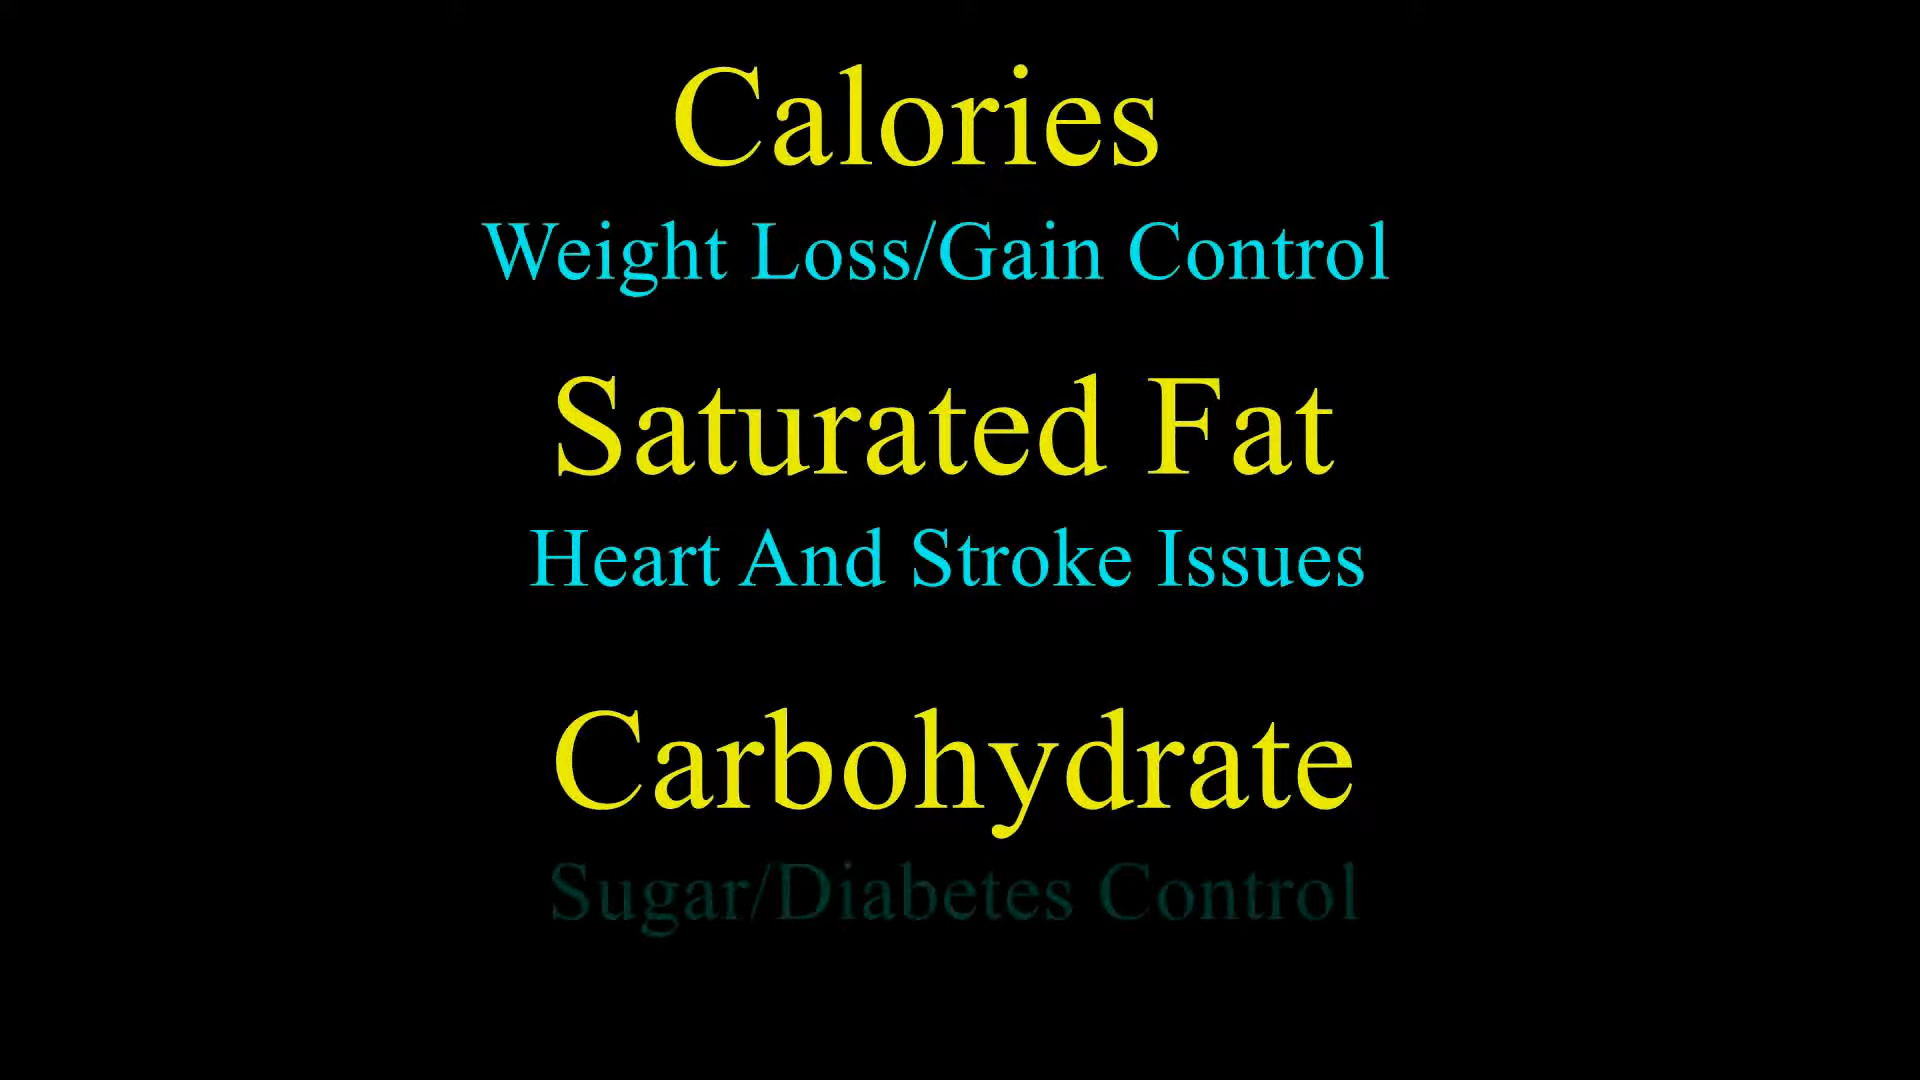 Calories
Weight Loss/Gain Control
Saturated Fat
Heart And Stroke Issues
Carbohydrate
Sugar/Diabetes Control